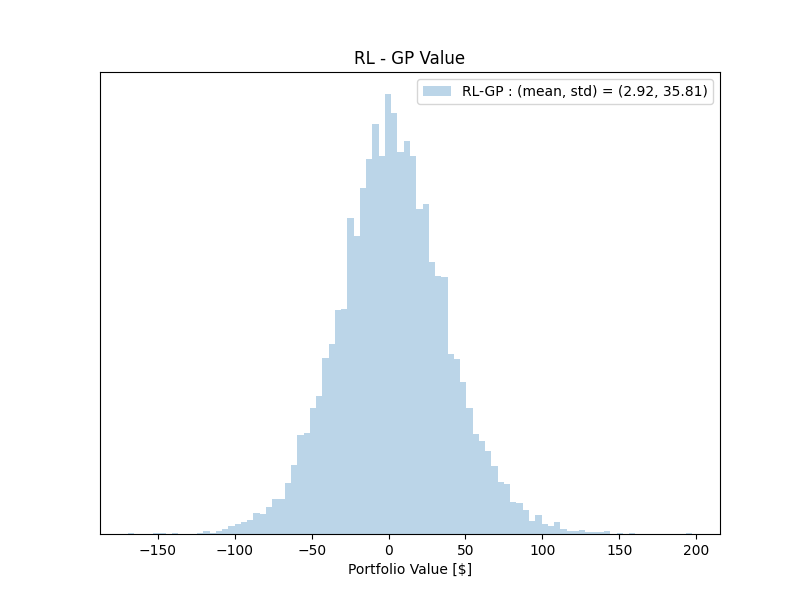 RL - GP Value
RL-GP : (mean, std) = (2.92, 35.81)
−150 −100 −50 0 50 100 150 200
Portfolio Value [$]